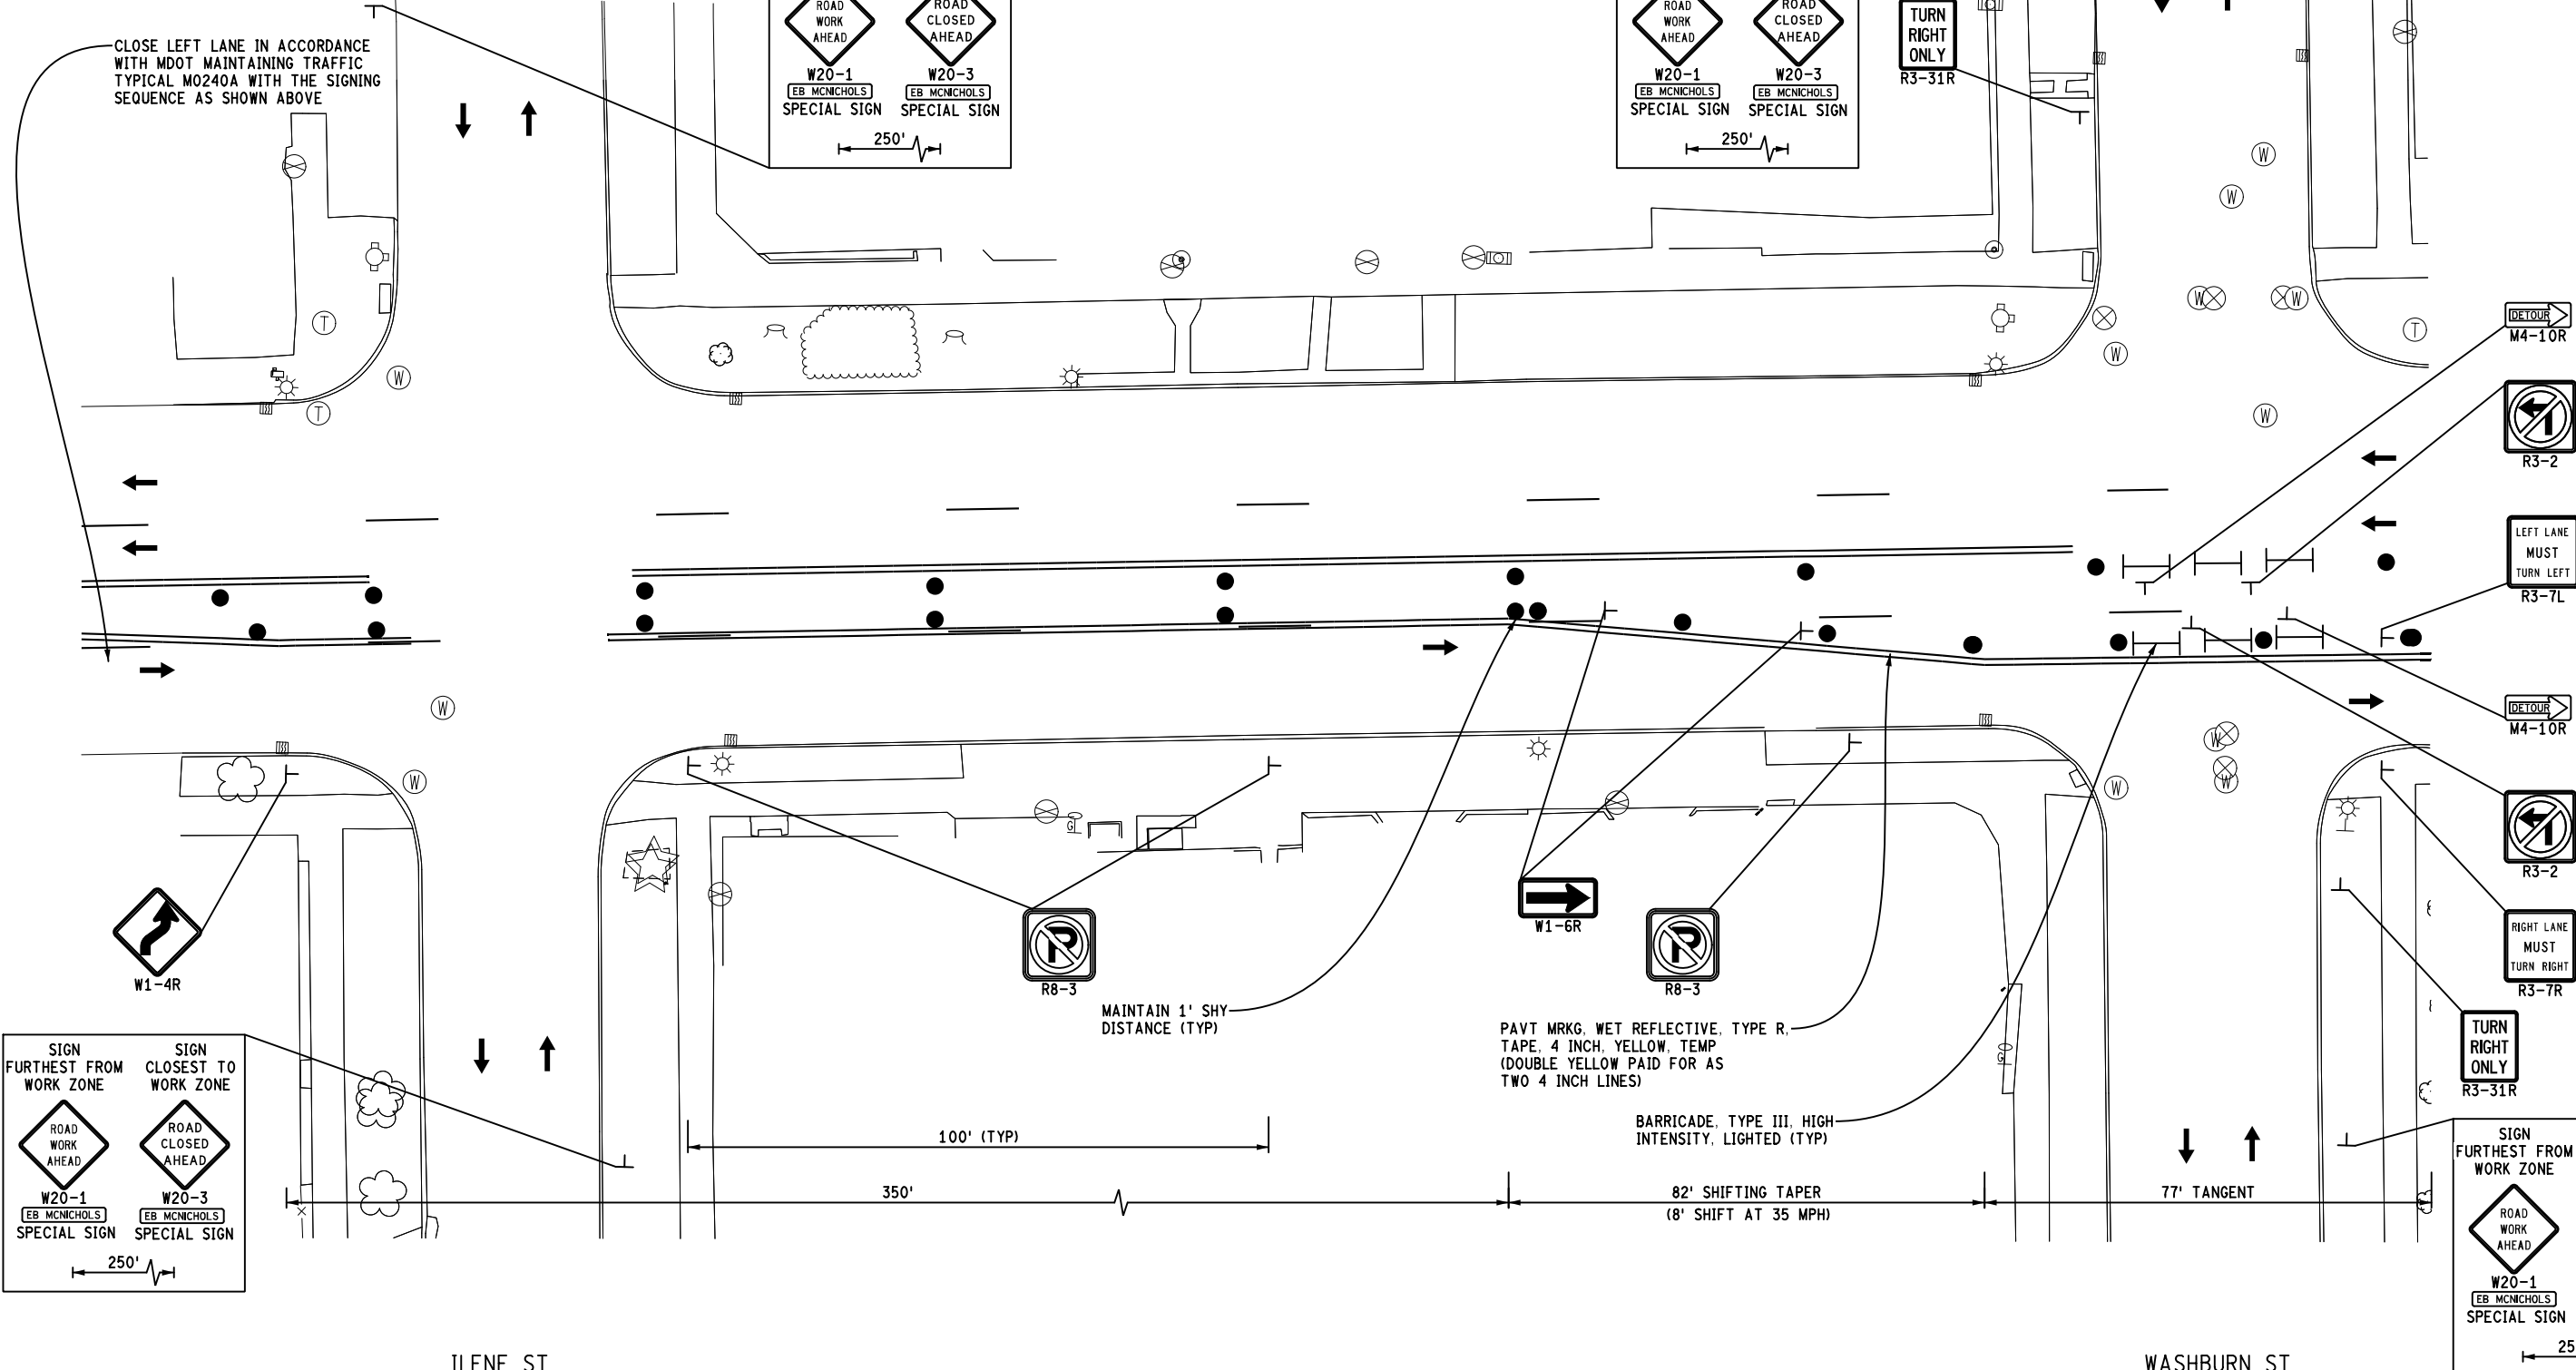 CLOSE LEFT LANE IN ACCORDANCE
WITH MDOT MAINTAINING TRAFFIC
TYPICAL M0240A WITH THE SIGNING
SEQUENCE AS SHOWN ABOVE
ROAD
WORK
AHEAD
W20-1
EB MCNICHOLS
SPECIAL SIGN
ROAD
CLOSED
AHEAD
W20-3
EB MCNICHOLS
SPECIAL SIGN
250'
ROAD
WORK
AHEAD
W20-1
EB MCNICHOLS
SPECIAL SIGN
ROAD
CLOSED
AHEAD
W20-3
EB MCNICHOLS
SPECIAL SIGN
250'
TURN
RIGHT
ONLY
R3-31R
W
W
T
W
T
W
W
W
W
W
T
DETOUR
M4-10R
R3-2
LEFT LANE
MUST
TURN LEFT
R3-7L
DETOUR
M4-10R
R3-2
RIGHT LANE
MUST
TURN RIGHT
R3-7R
TURN
RIGHT
ONLY
R3-31R
W
W
W
W
W
G
G
W1-4R
P
R8-3
W1-6R
P
R8-3
MAINTAIN 1' SHY
DISTANCE (TYP)
PAVT MRKG, WET REFLECTIVE, TYPE R,
TAPE, 4 INCH, YELLOW, TEMP
(DOUBLE YELLOW PAID FOR AS
TWO 4 INCH LINES)
BARRICADE, TYPE III, HIGH
INTENSITY, LIGHTED (TYP)
SIGN
FURTHEST FROM
WORK ZONE
ROAD
WORK
AHEAD
W20-1
EB MCNICHOLS
SPECIAL SIGN
SIGN
CLOSEST TO
WORK ZONE
ROAD
CLOSED
AHEAD
W20-3
EB MCNICHOLS
SPECIAL SIGN
250'
100' (TYP)
350'
82' SHIFTING TAPER
(8' SHIFT AT 35 MPH)
77' TANGENT
SIGN
FURTHEST FROM
WORK ZONE
ROAD
WORK
AHEAD
W20-1
EB MCNICHOLS
SPECIAL SIGN
25
ILENE ST
WASHBURN ST